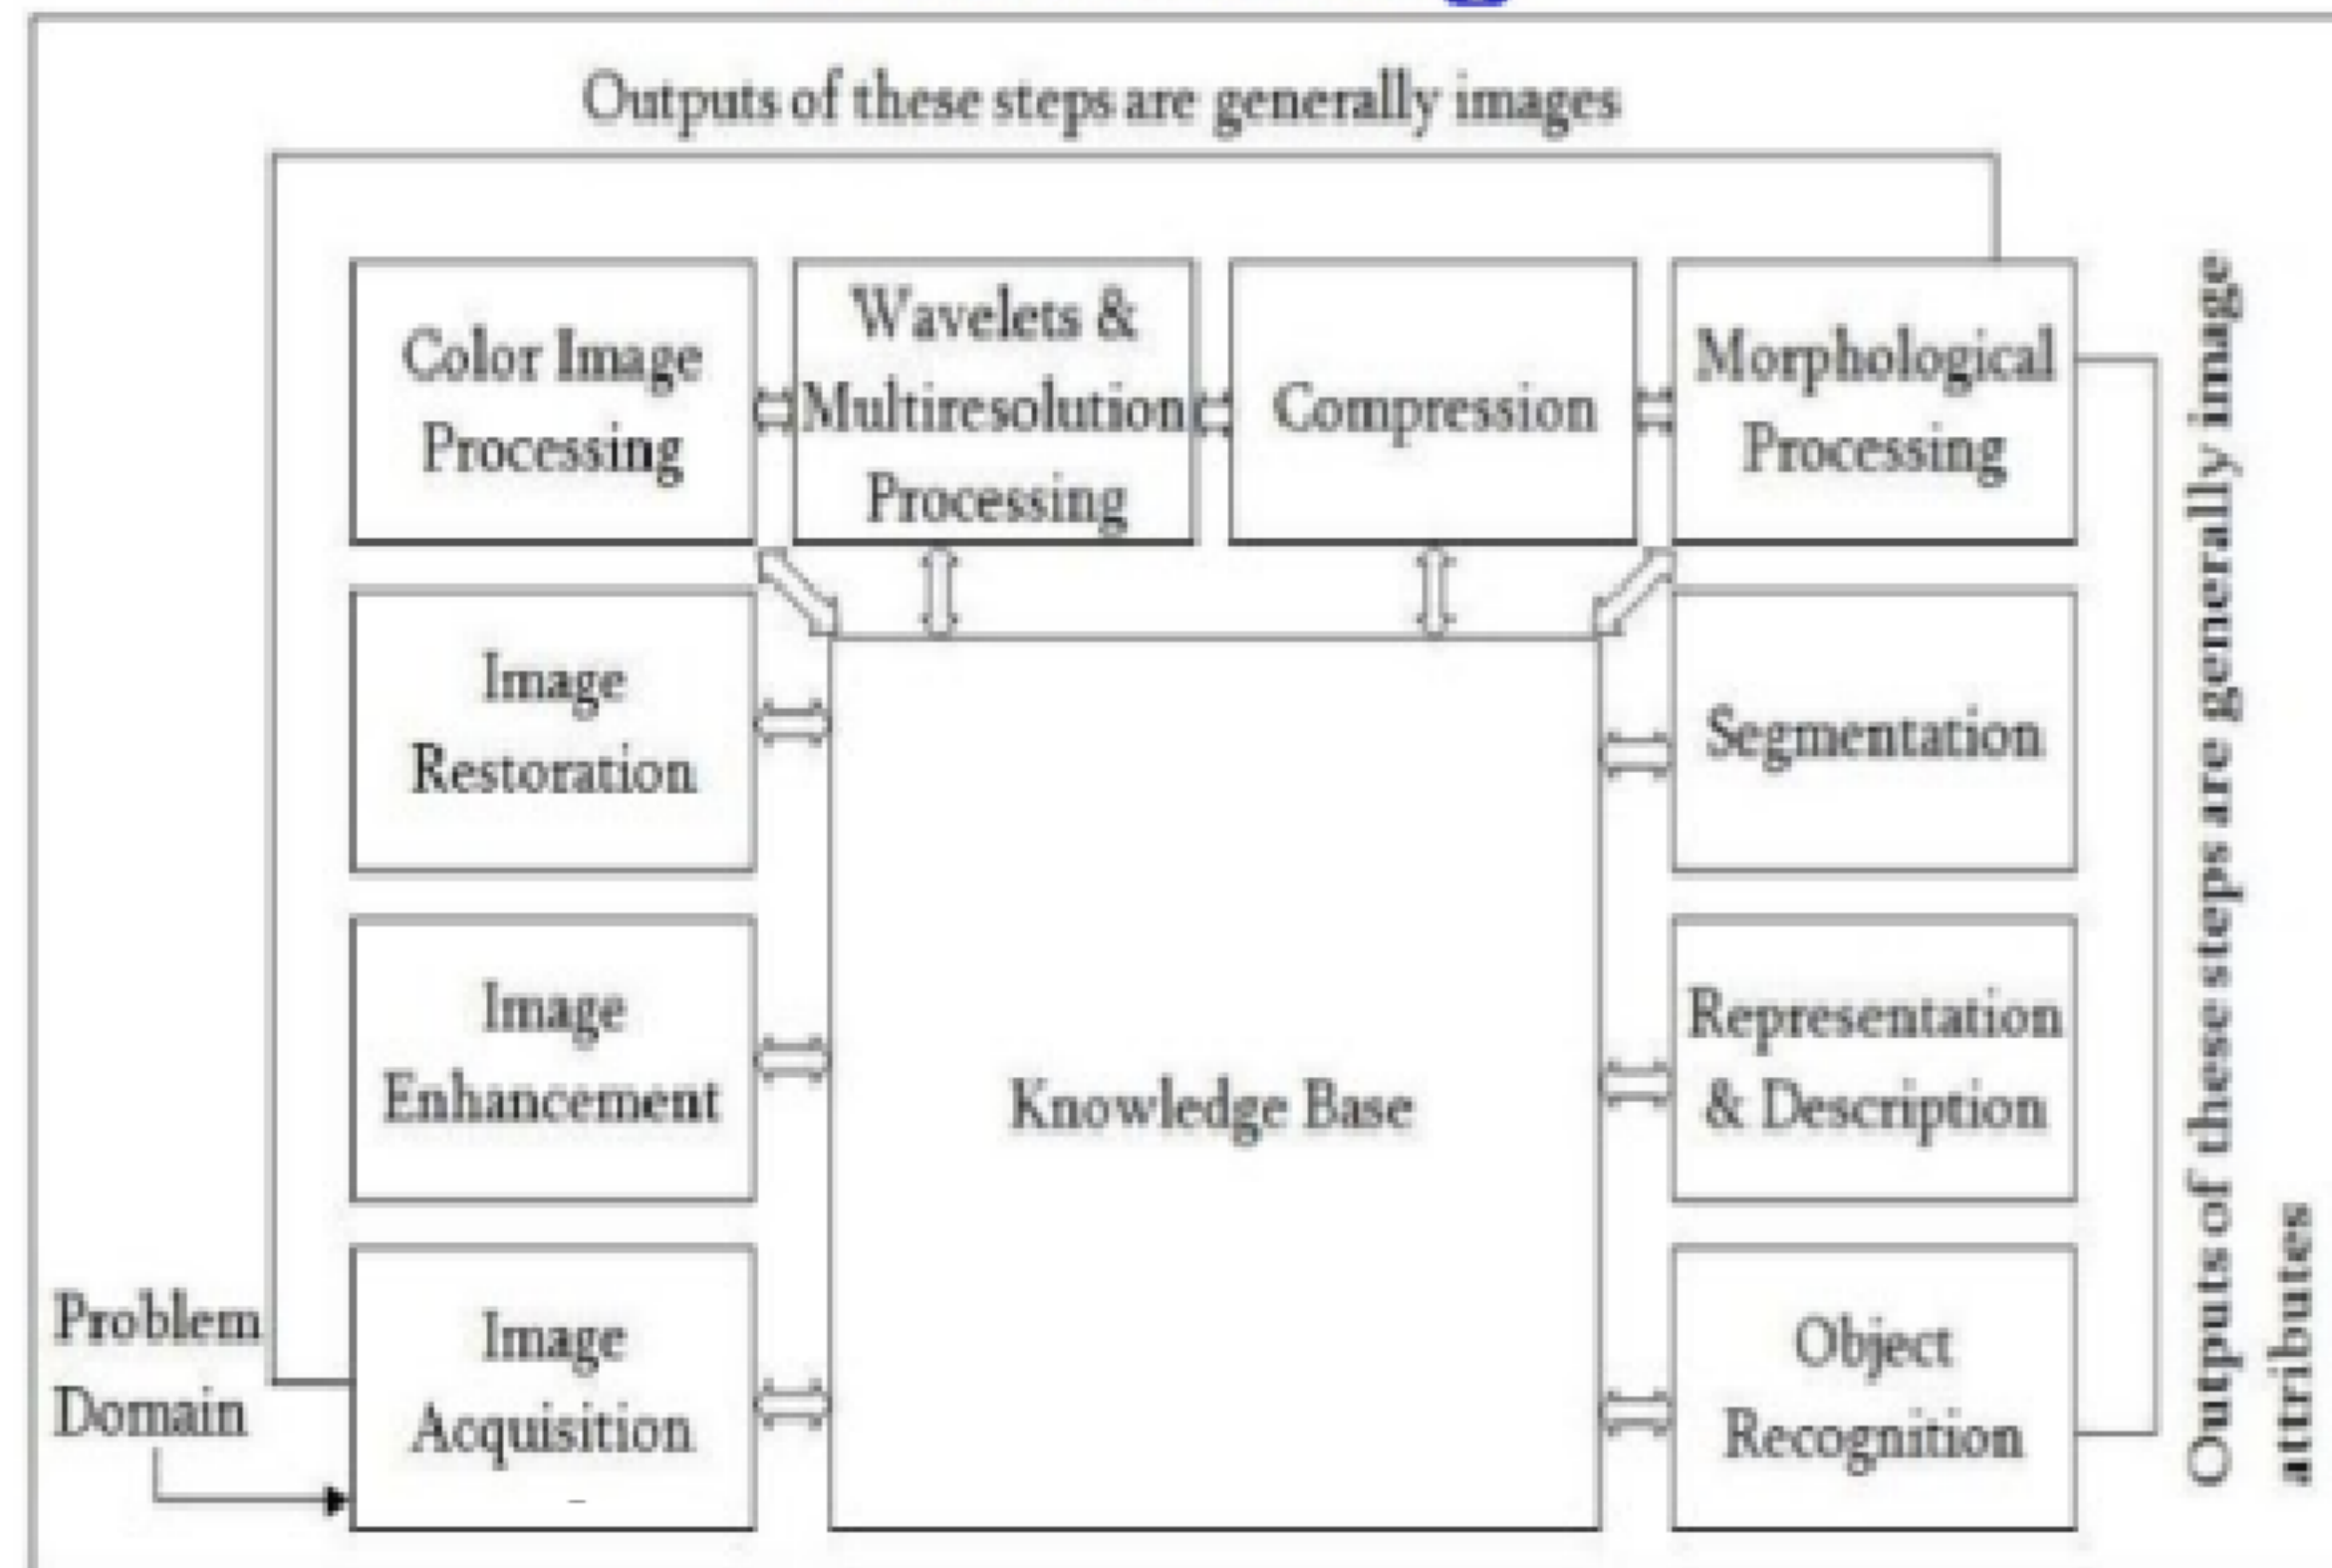 Outputs of these steps are generally images
Color Image
Processing
Wavelets &
Multiresolution
Processing
Compression
Morphological
Processing
Image
Restoration
Segmentation
Image
Enhancement
Knowledge Base
Representation
& Description
Problem
Domain
Image
Acquisition
Object
Recognition
Outputs of these steps are generally image
attributes